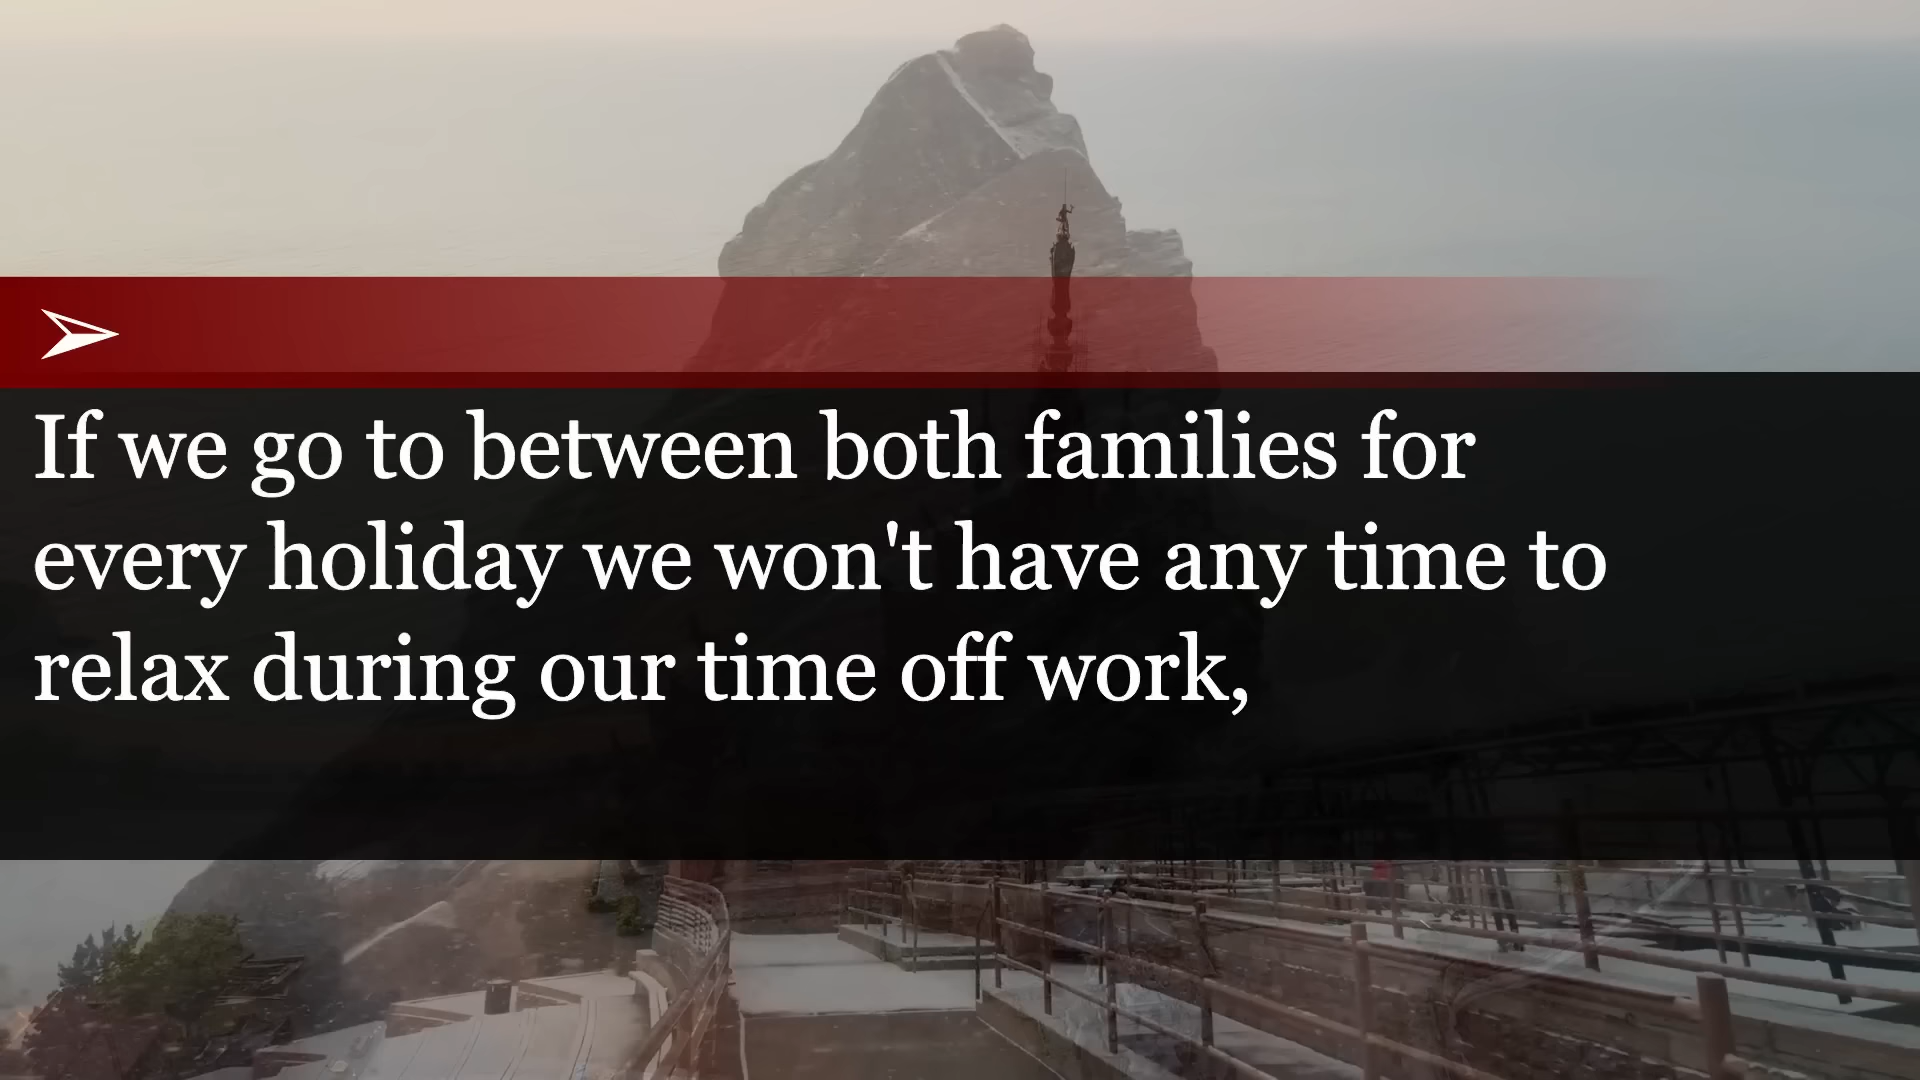 If we go to between both families for
every holiday we won't have any time to
relax during our time off work,